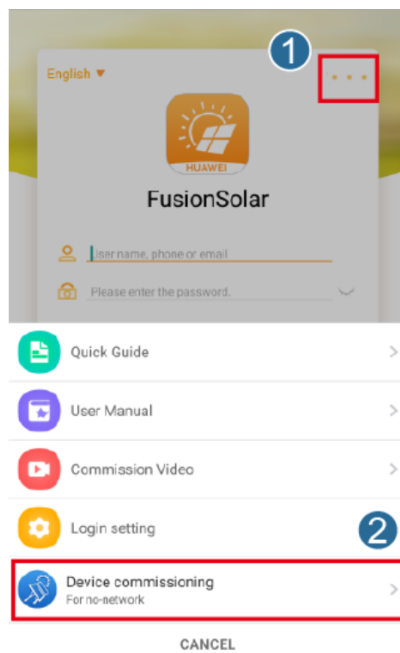 1
English ▼
HUAWEI
FusionSolar
User name, phone or email
Please enter the password.
Quick Guide
User Manual
Commission Video
Login setting
2
Device commissioning
For no-network
CANCEL